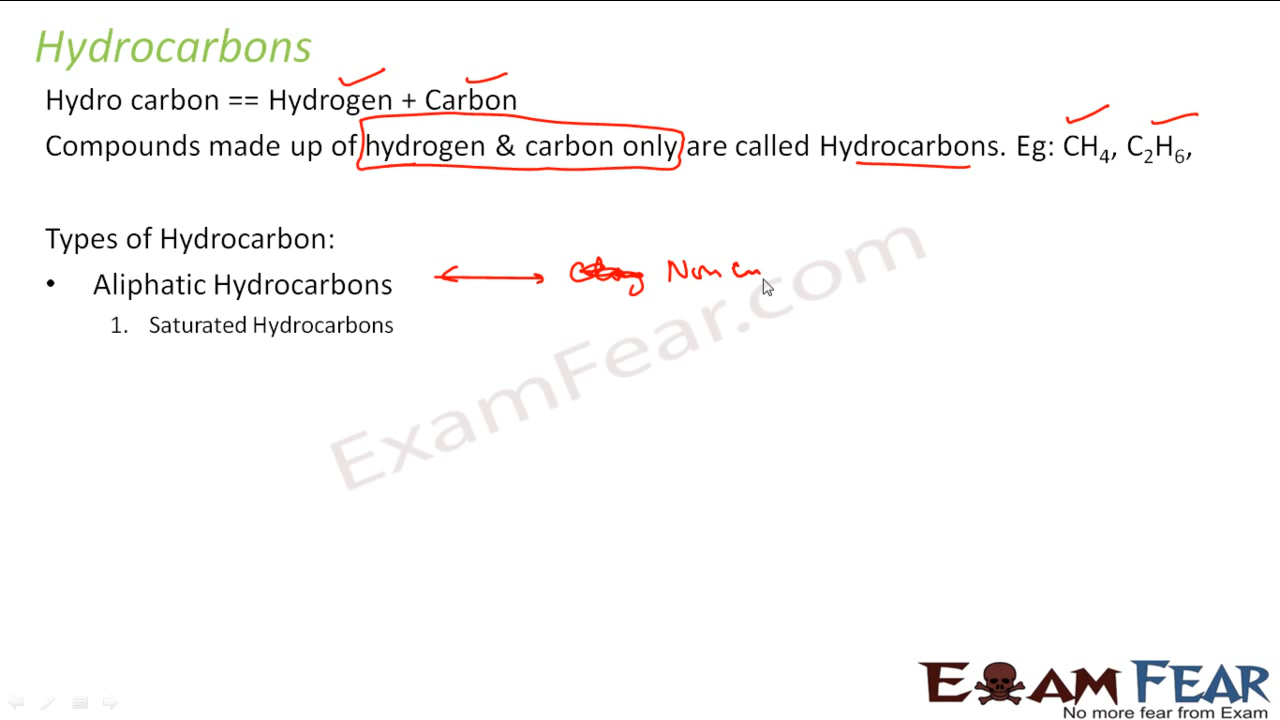 Hydrocarbons
Hydro carbon == Hydrogen + Carbon
Compounds made up of hydrogen & carbon only are called Hydrocarbons. Eg: CH₄, C₂H₆,
Types of Hydrocarbon:
• Aliphatic Hydrocarbons Non
1. Saturated Hydrocarbons
ExamFear.com
EXAM FEAR
No more fear from Exam